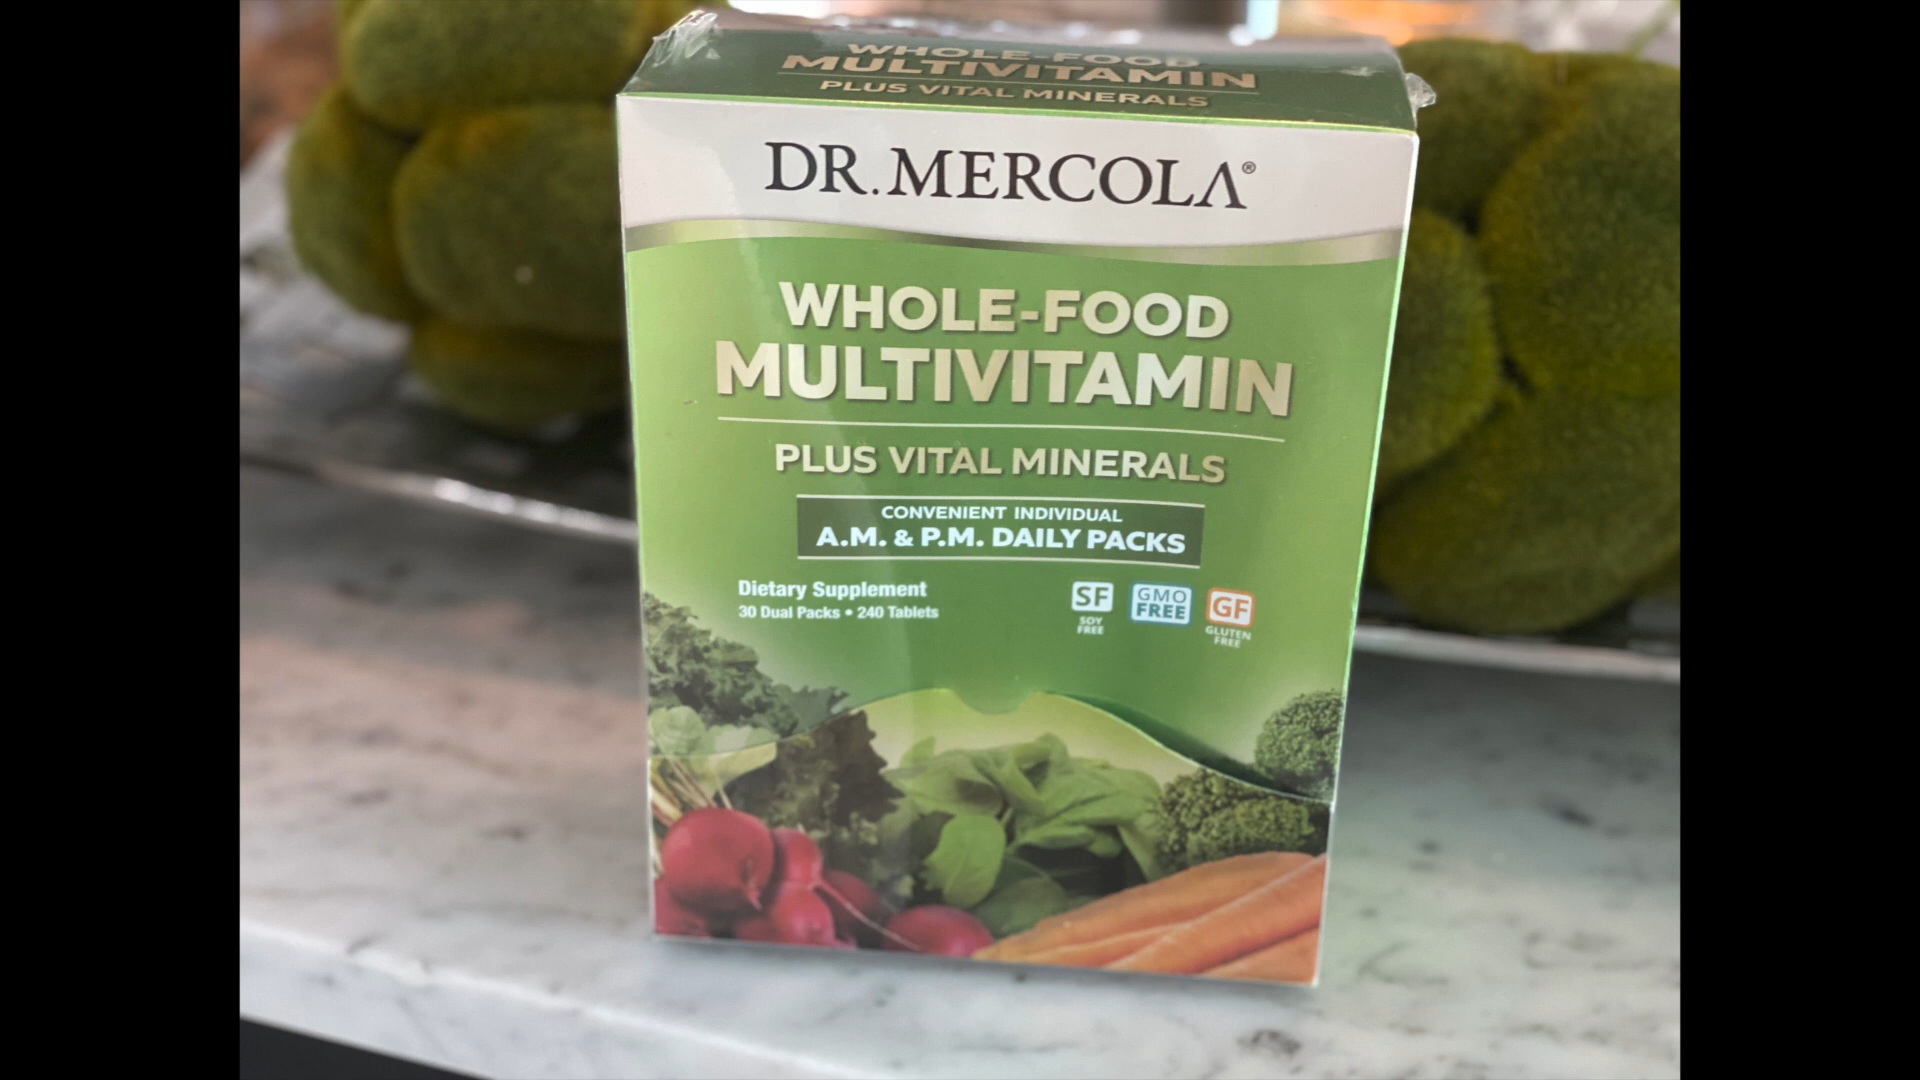 WHOLE-FOOD
MULTIVITAMIN
PLUS VITAL MINERALS
DR. MERCOLA®
WHOLE-FOOD
MULTIVITAMIN
PLUS VITAL MINERALS
CONVENIENT INDIVIDUAL
A.M. & P.M. DAILY PACKS
Dietary Supplement
30 Dual Packs • 240 Tablets
SF
SOY
FREE
GMO
FREE
GF
GLUTEN
FREE